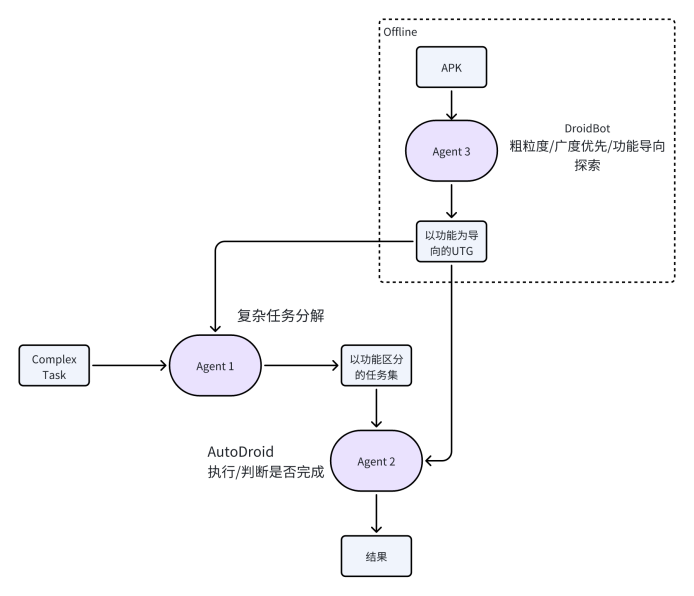 Offline
APK
Agent 3
DroidBot
粗粒度/广度优先/功能导向
探索
以功能为导
向的UTG
复杂任务分解
Complex
Task
Agent 1
以功能区分
的任务集
AutoDroid
执行/判断是否完成
Agent 2
结果